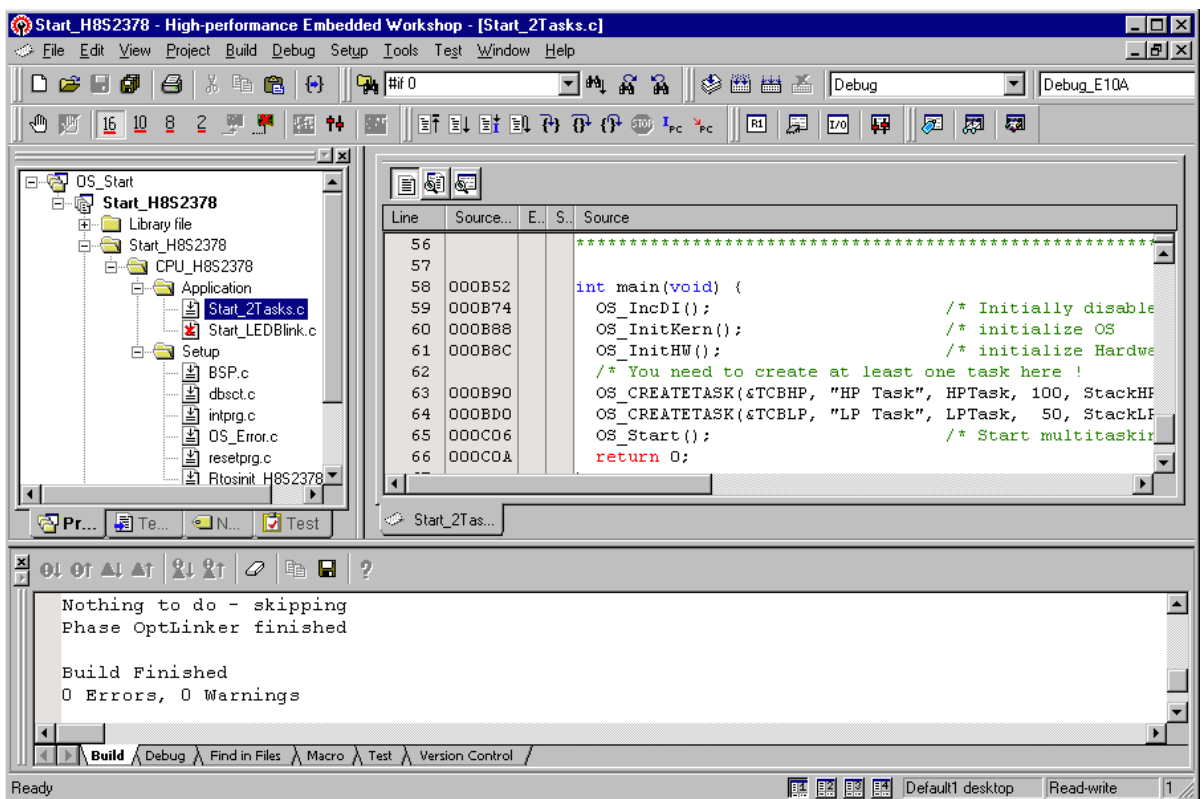 Start_H8S2378 - High-performance Embedded Workshop - [Start_2Tasks.c]
File Edit View Project Build Debug Setup Tools Test Window Help
#if 0 Debug Debug_E10A
16 10 8 2 STOP PC PC R1 I/O
OS_Start
Start_H8S2378
Library file
Start_H8S2378
CPU_H8S2378
Application
Start_2Tasks.c
Start_LEDBlink.c
Setup
BSP.c
dbsct.c
intprg.c
OS_Error.c
resetprg.c
Rtosinit_H8S2378
Pr... Te... N... Test
Line Source... E.. S.. Source
56 *******************************************************
57
58 000B52 int main(void) {
59 000B74 OS_IncDI(); /* Initially disable
60 000B88 OS_InitKern(); /* initialize OS
61 000B8C OS_InitHW(); /* initialize Hardwa
62 /* You need to create at least one task here !
63 000B90 OS_CREATETASK(&TCBHP, "HP Task", HPTask, 100, StackHP
64 000BD0 OS_CREATETASK(&TCBLP, "LP Task", LPTask, 50, StackLP
65 000C06 OS_Start(); /* Start multitaskin
66 000C0A return 0;
Start_2Tas...
Nothing to do - skipping
Phase OptLinker finished
Build Finished
0 Errors, 0 Warnings
Build Debug Find in Files Macro Test Version Control
Ready Default1 desktop Read-write 1